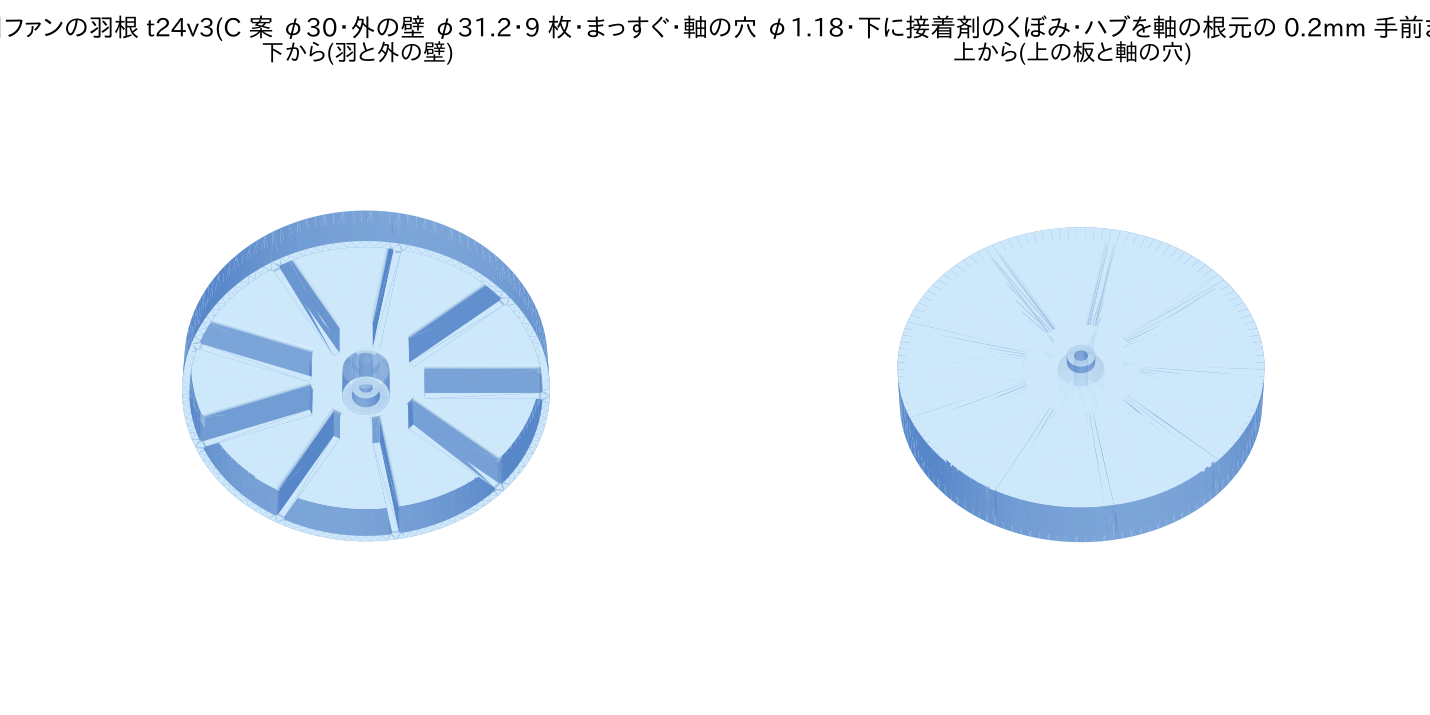 ファンの羽根 t24v3(C 案 φ30・外の壁 φ31.2・9 枚・まっすぐ・軸の穴 φ1.18・下に接着剤のくぼみ・ハブを軸の根元の 0.2mm 手前
下から(羽と外の壁)
上から(上の板と軸の穴)